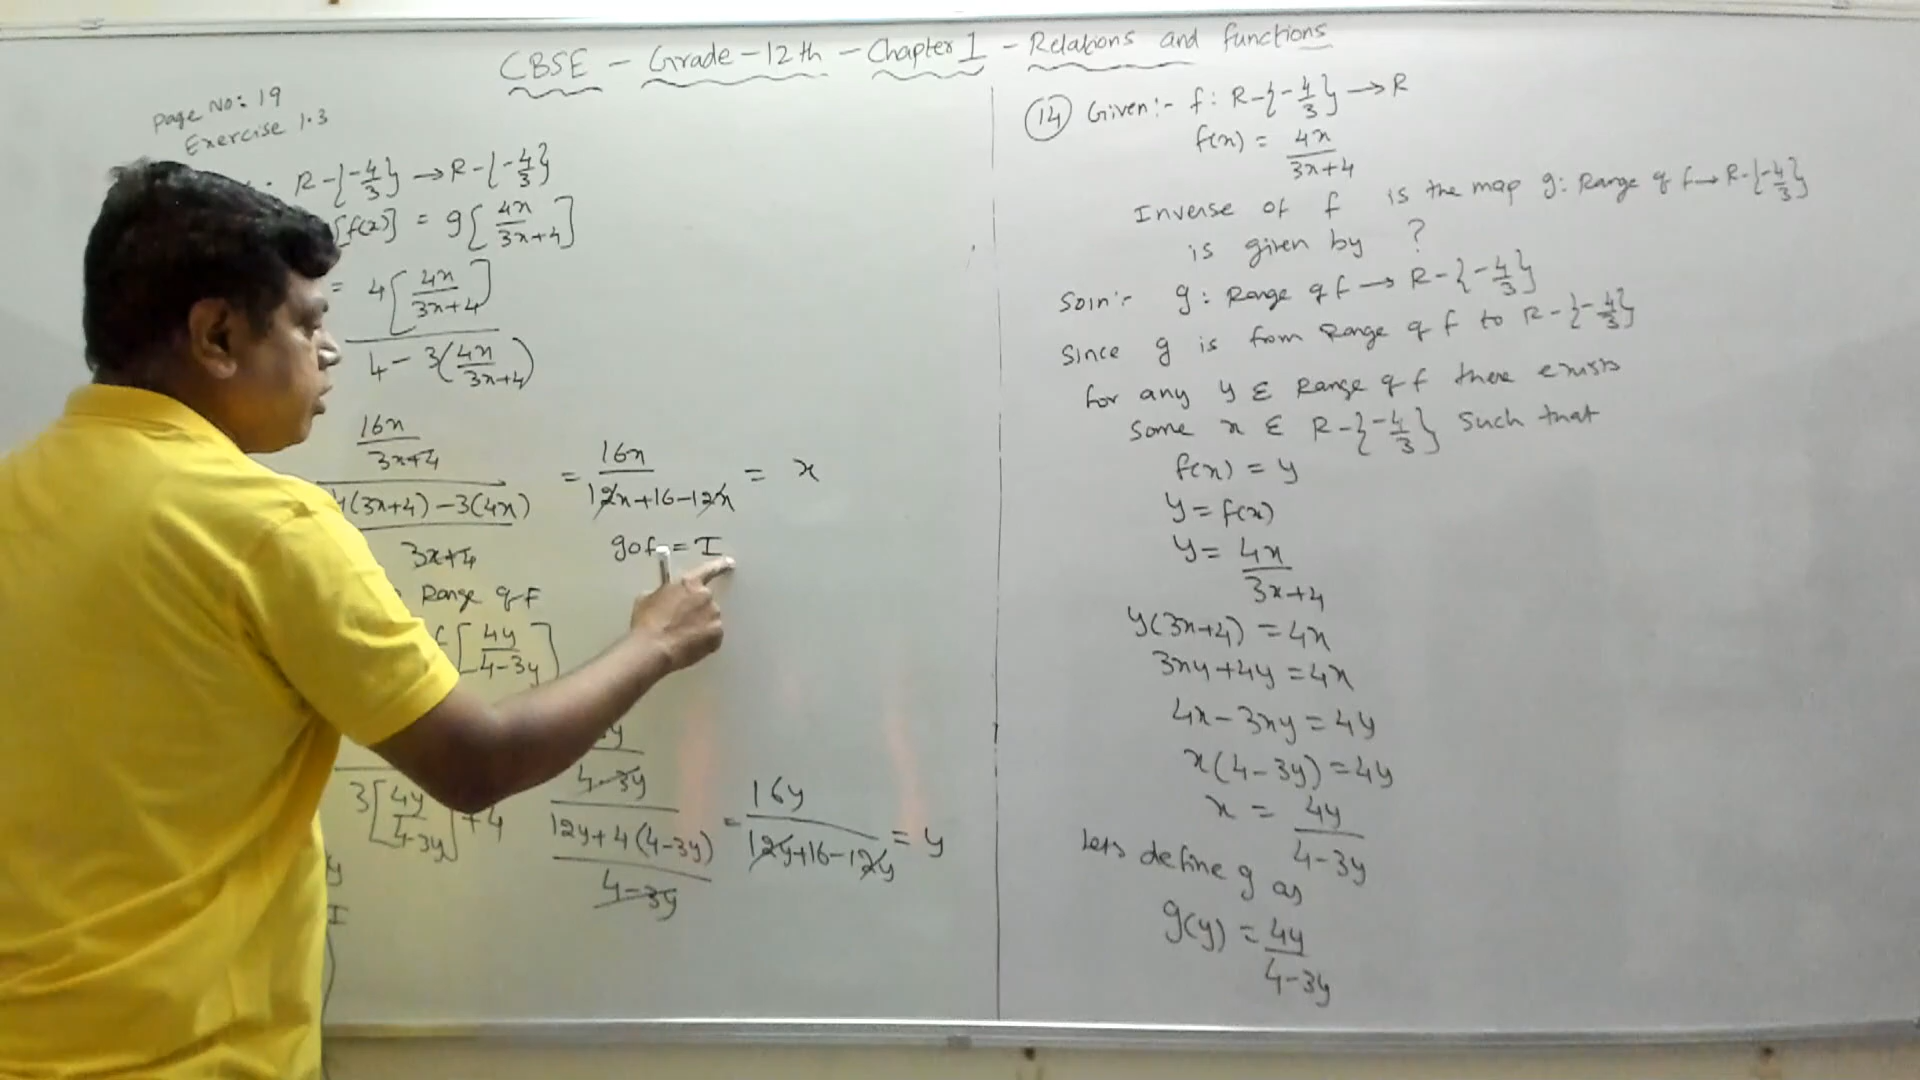 CBSE - Grade - 12th - Chapter 1 - Relations and functions
Page No: 19
Exercise 1.3
R-{-4/3} → R-{-4/3}
[f(x)] = g[4x/(3x+4)]
= 4[4x/(3x+4)]
4 - 3(4x/(3x+4))
16x/(3x+4)
4(3x+4) - 3(4x)
3x+4
= 16x/(12x+16-12x) = x
gof = I
Range of f
f[4y/(4-3y)]
4-3y
3[4y/(4-3y)] + 4
12y+4(4-3y)
4-3y
= 16y/(12y+16-12y) = y
I
(14) Given:- f: R-{-4/3} → R
f(x) = 4x/(3x+4)
Inverse of f is the map g: Range of f → R-{-4/3}
is given by ?
Soln:- g: Range of f → R-{-4/3}
Since g is from Range of f to R-{-4/3}
for any y ε Range of f there exists
some x ε R-{-4/3} such that
f(x) = y
y = f(x)
y = 4x/(3x+4)
y(3x+4) = 4x
3xy+4y = 4x
4x-3xy = 4y
x(4-3y) = 4y
x = 4y/(4-3y)
Lets define g as
g(y) = 4y/(4-3y)